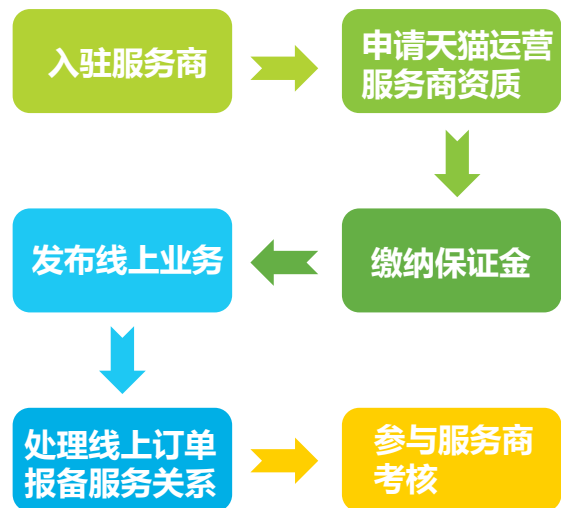 入驻服务商
申请天猫运营
服务商资质
缴纳保证金
发布线上业务
处理线上订单
报备服务关系
参与服务商
考核